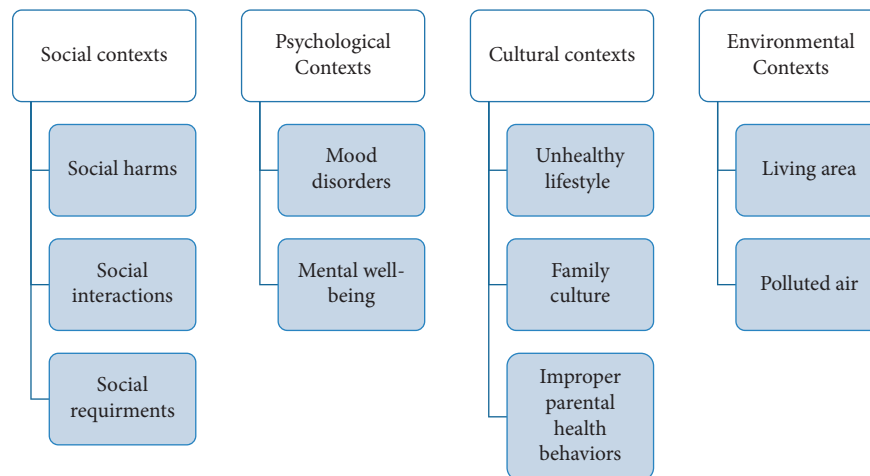 Social contexts
Social harms
Social
interactions
Social
requirments
Psychological
Contexts
Mood
disorders
Mental well-
being
Cultural contexts
Unhealthy
lifestyle
Family
culture
Improper
parental
health
behaviors
Environmental
Contexts
Living area
Polluted air